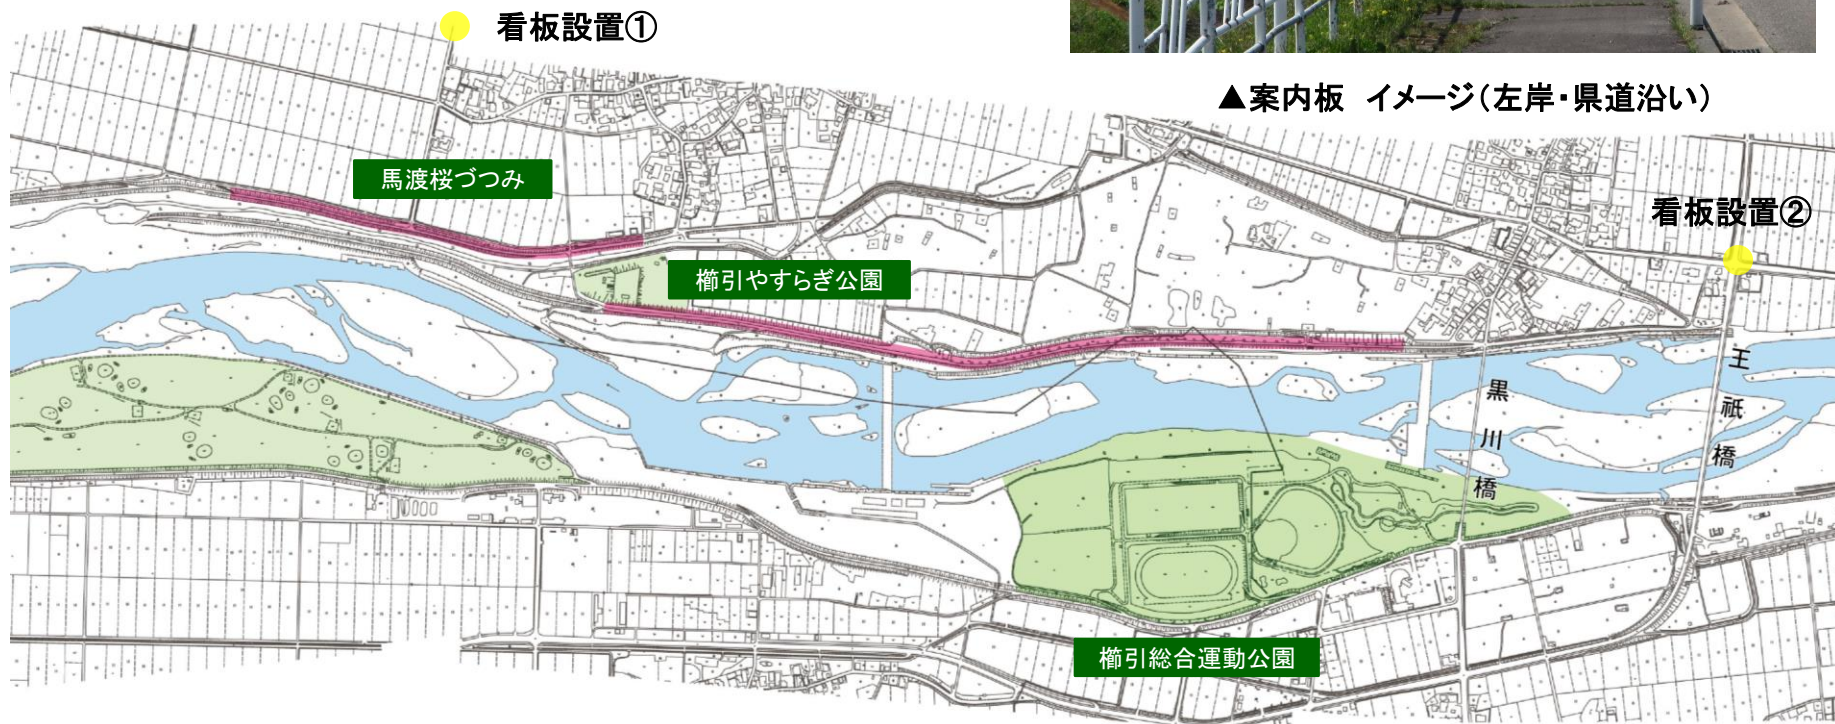 看板設置①
▲案内板 イメージ(左岸・県道沿い)
馬渡桜づつみ
看板設置②
櫛引やすらぎ公園
王祇橋
黒川橋
櫛引総合運動公園